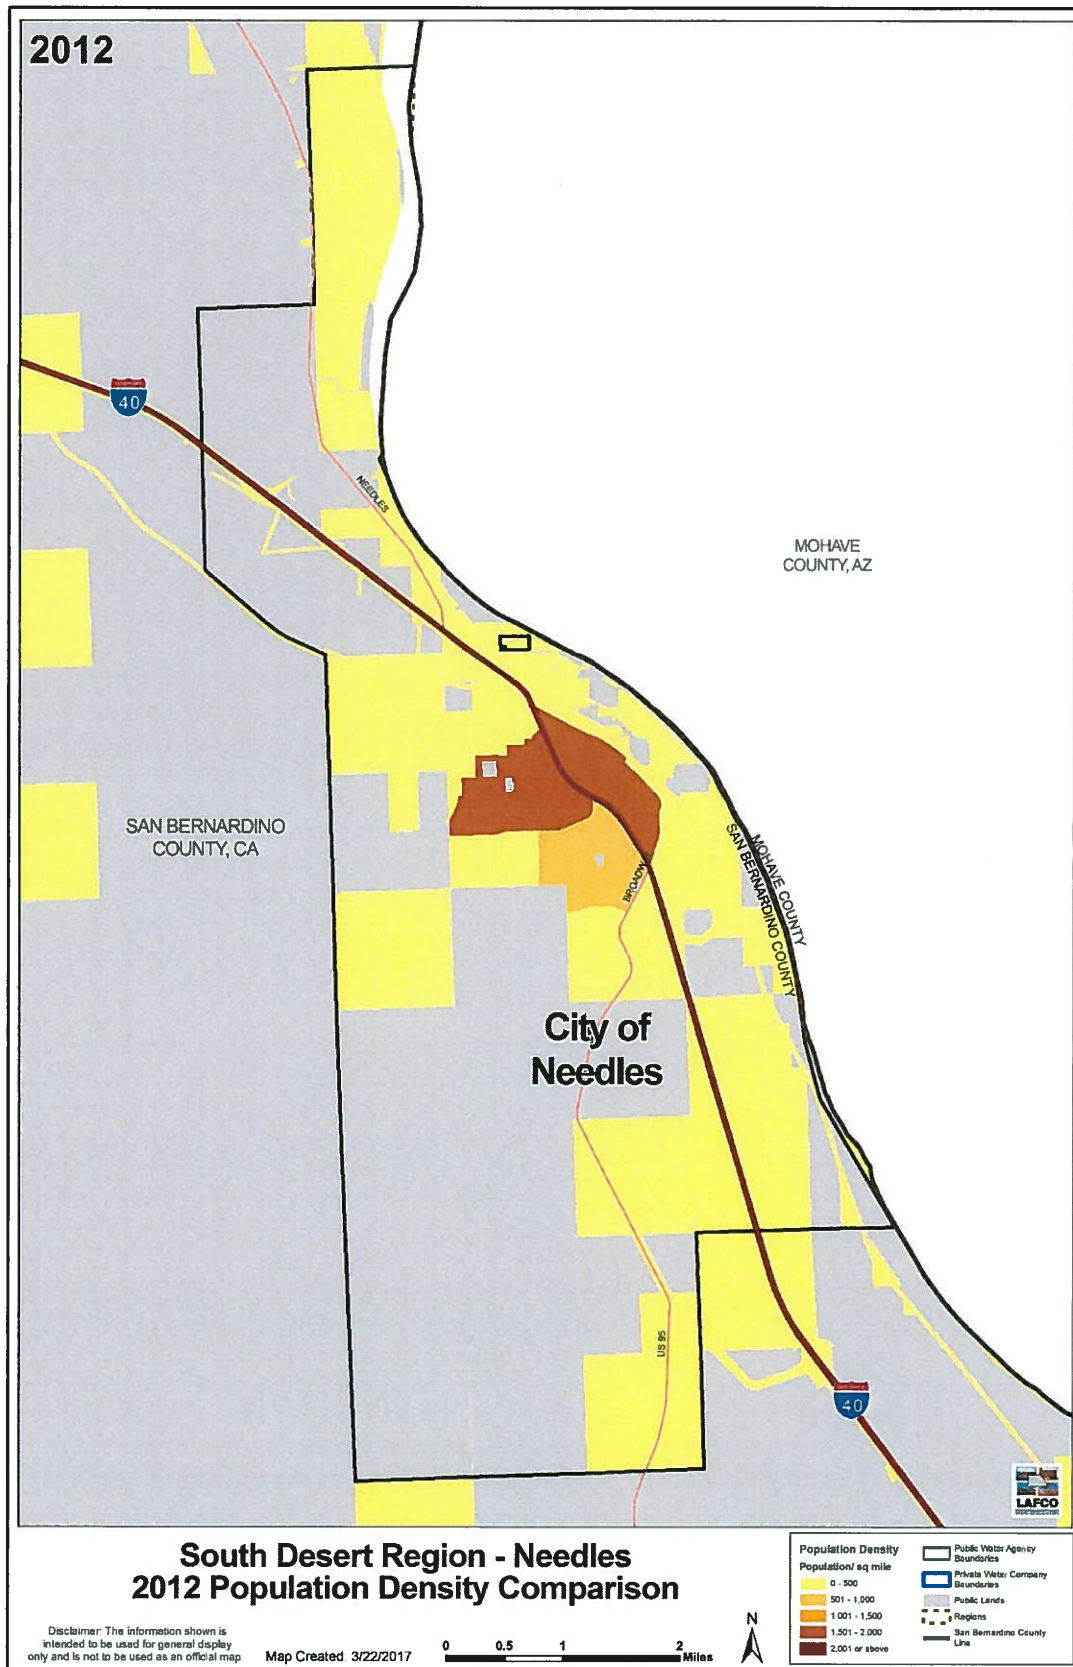 2012
40
NEEDLES
MOHAVE
COUNTY, AZ
SAN BERNARDINO
COUNTY, CA
BROADW
MOHAVE COUNTY
SAN BERNARDINO COUNTY
City of
Needles
US 95
40
LAFCO
South Desert Region - Needles
2012 Population Density Comparison
Disclaimer: The information shown is
intended to be used for general display
only and is not to be used as an official map
Map Created: 3/22/2017
0 0.5 1 2
Miles
N
Population Density
Population/ sq mile
0 - 500
501 - 1,000
1 001 - 1,500
1,501 - 2,000
2,001 or above
Public Water Agency
Boundaries
Private Water Company
Boundaries
Public Lands
Regions
San Bernardino County
Line